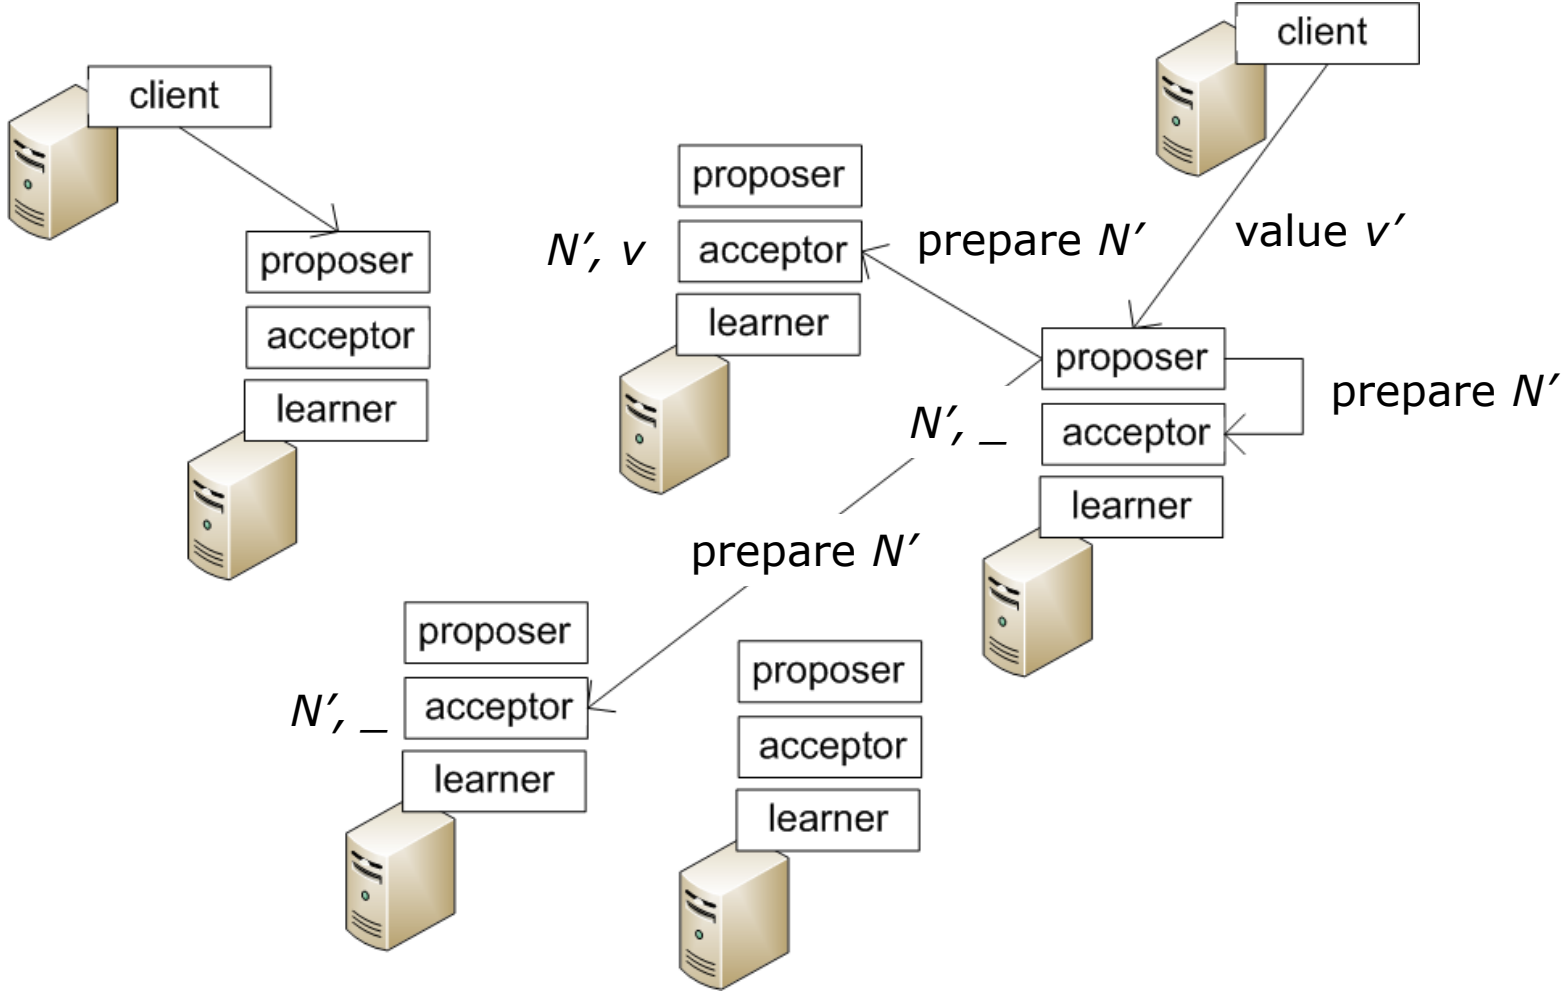 client
client
proposer
acceptor
learner
N′, v
proposer
acceptor
learner
prepare N′
value v′
proposer
acceptor
learner
prepare N′
N′, _
prepare N′
proposer
N′, _
acceptor
learner
proposer
acceptor
learner